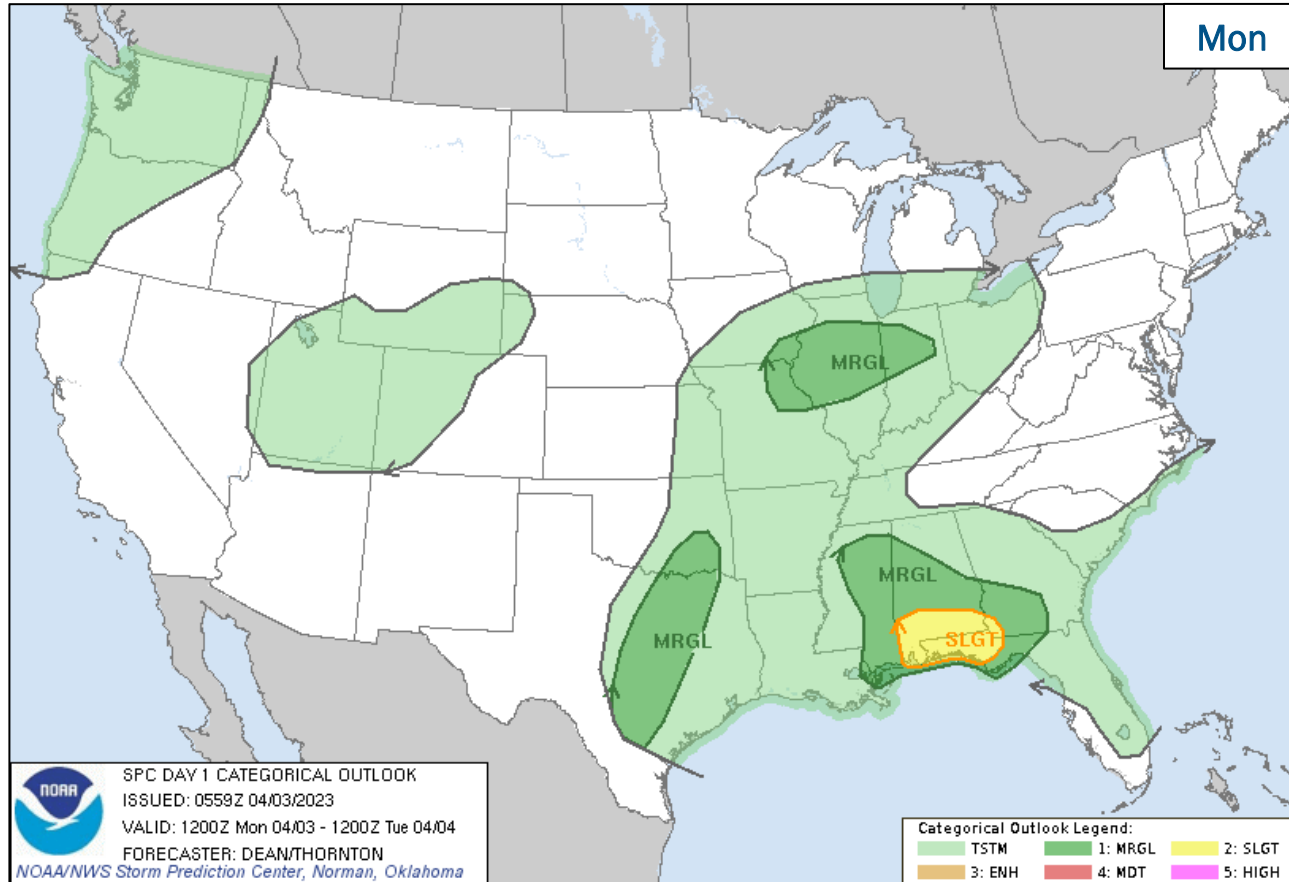 Mon
MRGL
MRGL
MRGL
SLGT
NOAA
SPC DAY 1 CATEGORICAL OUTLOOK
ISSUED: 0559Z 04/03/2023
VALID: 1200Z Mon 04/03 - 1200Z Tue 04/04
FORECASTER: DEAN/THORNTON
NOAA/NWS Storm Prediction Center, Norman, Oklahoma
Categorical Outlook Legend:
TSTM 1: MRGL 2: SLGT
3: ENH 4: MDT 5: HIGH